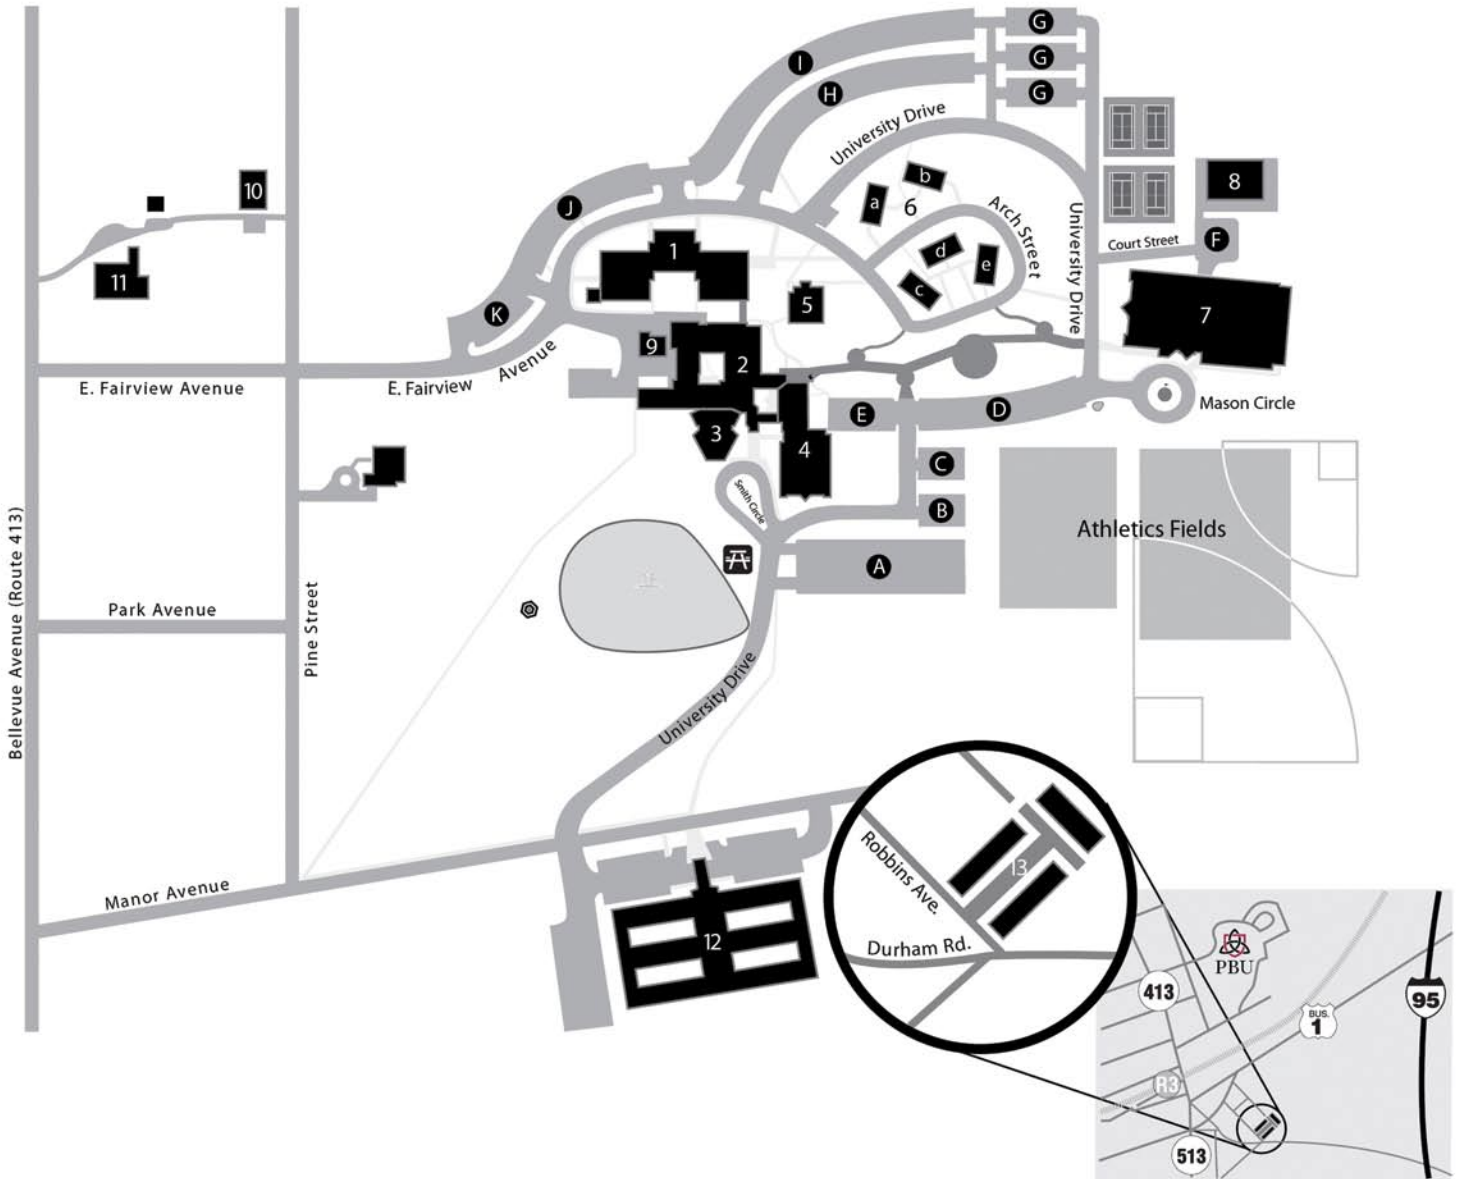 G
I
G
H
G
University Drive
b
8
10
a
6
J
Arch Street
University Drive
Court Street
F
1
d
e
11
c
5
K
7
9
2
E. Fairview Avenue
E. Fairview
Avenue
E
D
Mason Circle
3
4
C
Smith Circle
B
Athletics Fields
A
Bellevue Avenue (Route 413)
Park Avenue
Pine Street
University Drive
Manor Avenue
Robbins Ave.
13
12
Durham Rd.
PBU
413
95
BUS.
1
R3
513